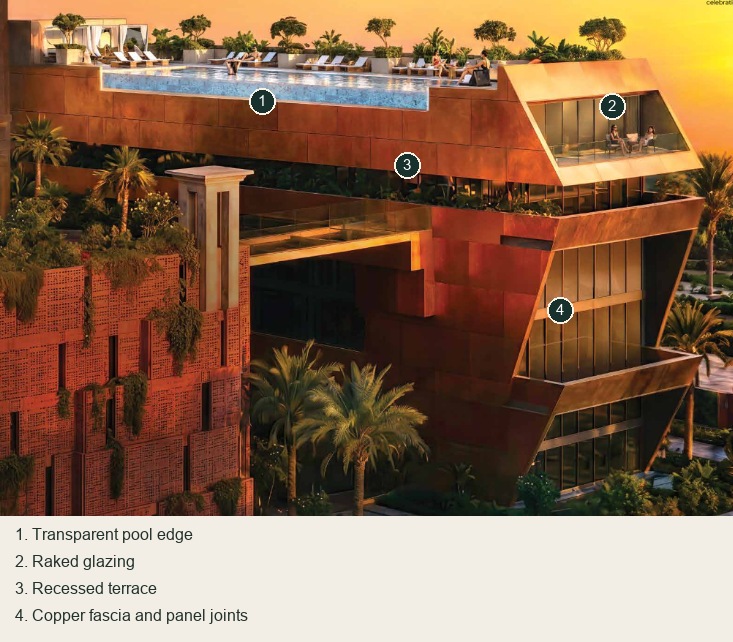 celebrati
1
2
3
4
1. Transparent pool edge
2. Raked glazing
3. Recessed terrace
4. Copper fascia and panel joints